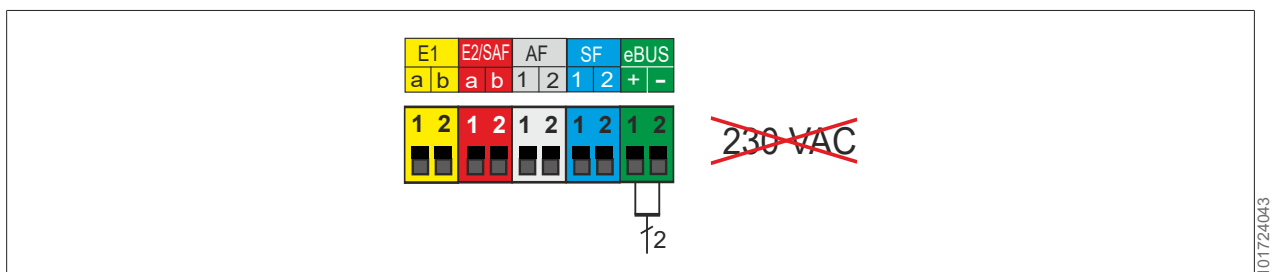 E1 E2/SAF AF SF eBUS
a b a b 1 2 1 2 + -
1 2 1 2 1 2 1 2 1 2
230 VAC
2
101724043